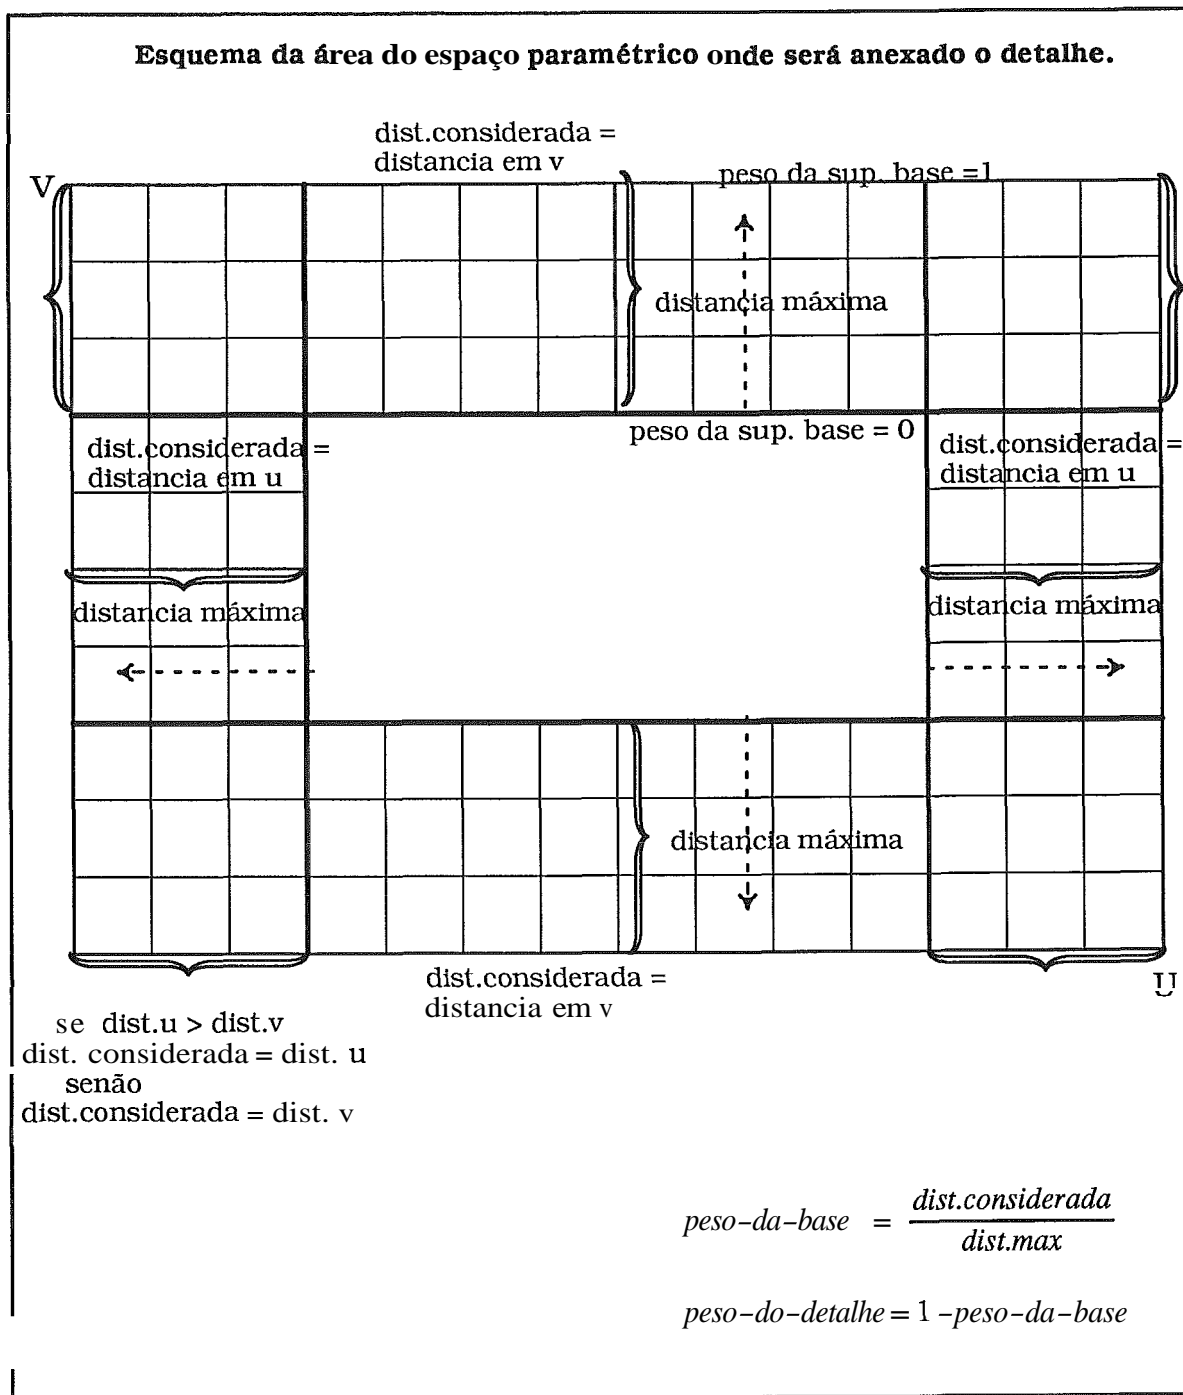 Esquema da área do espaço paramétrico onde será anexado o detalhe.
dist.considerada =
distancia em v
V
peso da sup. base =1
distancia máxima
peso da sup. base = 0
dist.considerada =
distancia em u
dist.considerada =
distancia em u
distancia máxima
distancia máxima
distancia máxima
dist.considerada =
distancia em v
U
se dist.u > dist.v
dist. considerada = dist. u
senão
dist.considerada = dist. v
peso-da-base = dist.considerada
dist.max
peso-do-detalhe = 1 -peso-da-base